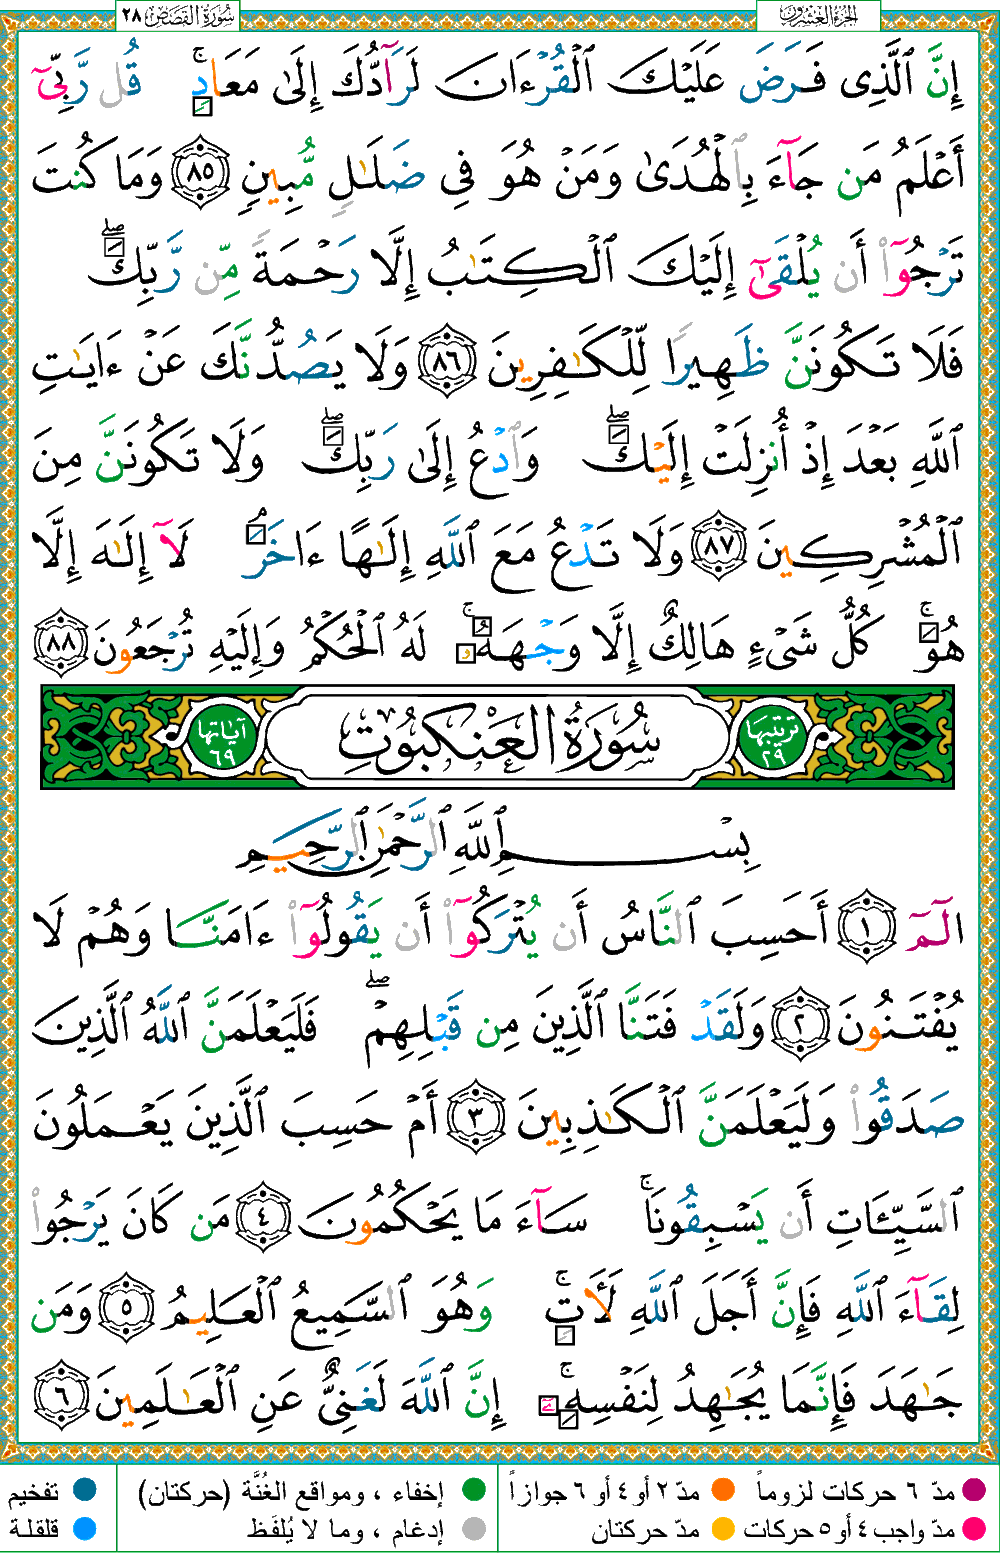 الجزء العشرون
سورة القصص ٢٨
إِنَّ ٱلَّذِى فَرَضَ عَلَيْكَ ٱلْقُرْءَانَ لَرَآدُّكَ إِلَىٰ مَعَادٍۚ قُل رَّبِّىٓ
أَعْلَمُ مَن جَآءَ بِٱلْهُدَىٰ وَمَنْ هُوَ فِى ضَلَـٰلٍ مُّبِينٍ ٨٥ وَمَا كُنتَ
تَرْجُوٓا۟ أَن يُلْقَىٰٓ إِلَيْكَ ٱلْكِتَـٰبُ إِلَّا رَحْمَةً مِّن رَّبِّكَۖ
فَلَا تَكُونَنَّ ظَهِيرًا لِّلْكَـٰفِرِينَ ٨٦ وَلَا يَصُدُّنَّكَ عَنْ ءَايَـٰتِ
ٱللَّهِ بَعْدَ إِذْ أُنزِلَتْ إِلَيْكَۖ وَٱدْعُ إِلَىٰ رَبِّكَۖ وَلَا تَكُونَنَّ مِنَ
ٱلْمُشْرِكِينَ ٨٧ وَلَا تَدْعُ مَعَ ٱللَّهِ إِلَـٰهًا ءَاخَرَۘ لَآ إِلَـٰهَ إِلَّا
هُوَۚ كُلُّ شَىْءٍ هَالِكٌ إِلَّا وَجْهَهُۥۚ لَهُ ٱلْحُكْمُ وَإِلَيْهِ تُرْجَعُونَ ٨٨
ترتيبها ٢٩ سُورَةُ العَنْكَبُوتِ آياتها ٦٩
بِسْمِ ٱللَّهِ ٱلرَّحْمَـٰنِ ٱلرَّحِيمِ
الٓمٓ ١ أَحَسِبَ ٱلنَّاسُ أَن يُتْرَكُوٓا۟ أَن يَقُولُوٓا۟ ءَامَنَّا وَهُمْ لَا
يُفْتَنُونَ ٢ وَلَقَدْ فَتَنَّا ٱلَّذِينَ مِن قَبْلِهِمْۖ فَلَيَعْلَمَنَّ ٱللَّهُ ٱلَّذِينَ
صَدَقُوا۟ وَلَيَعْلَمَنَّ ٱلْكَـٰذِبِينَ ٣ أَمْ حَسِبَ ٱلَّذِينَ يَعْمَلُونَ
ٱلسَّيِّـَٔاتِ أَن يَسْبِقُونَاۚ سَآءَ مَا يَحْكُمُونَ ٤ مَن كَانَ يَرْجُوا۟
لِقَآءَ ٱللَّهِ فَإِنَّ أَجَلَ ٱللَّهِ لَـَٔاتٍۚ وَهُوَ ٱلسَّمِيعُ ٱلْعَلِيمُ ٥ وَمَن
جَـٰهَدَ فَإِنَّمَا يُجَـٰهِدُ لِنَفْسِهِۦٓۚ إِنَّ ٱللَّهَ لَغَنِىٌّ عَنِ ٱلْعَـٰلَمِينَ ٦
مدّ ٦ حركات لزوماً مدّ ٢ أو ٤ أو ٦ جوازاً إخفاء ، ومواقع الغُنَّة (حركتان) تفخيم
مدّ واجب ٤ أو ٥ حركات مدّ حركتان إدغام ، وما لا يُلفَظ قلقلة